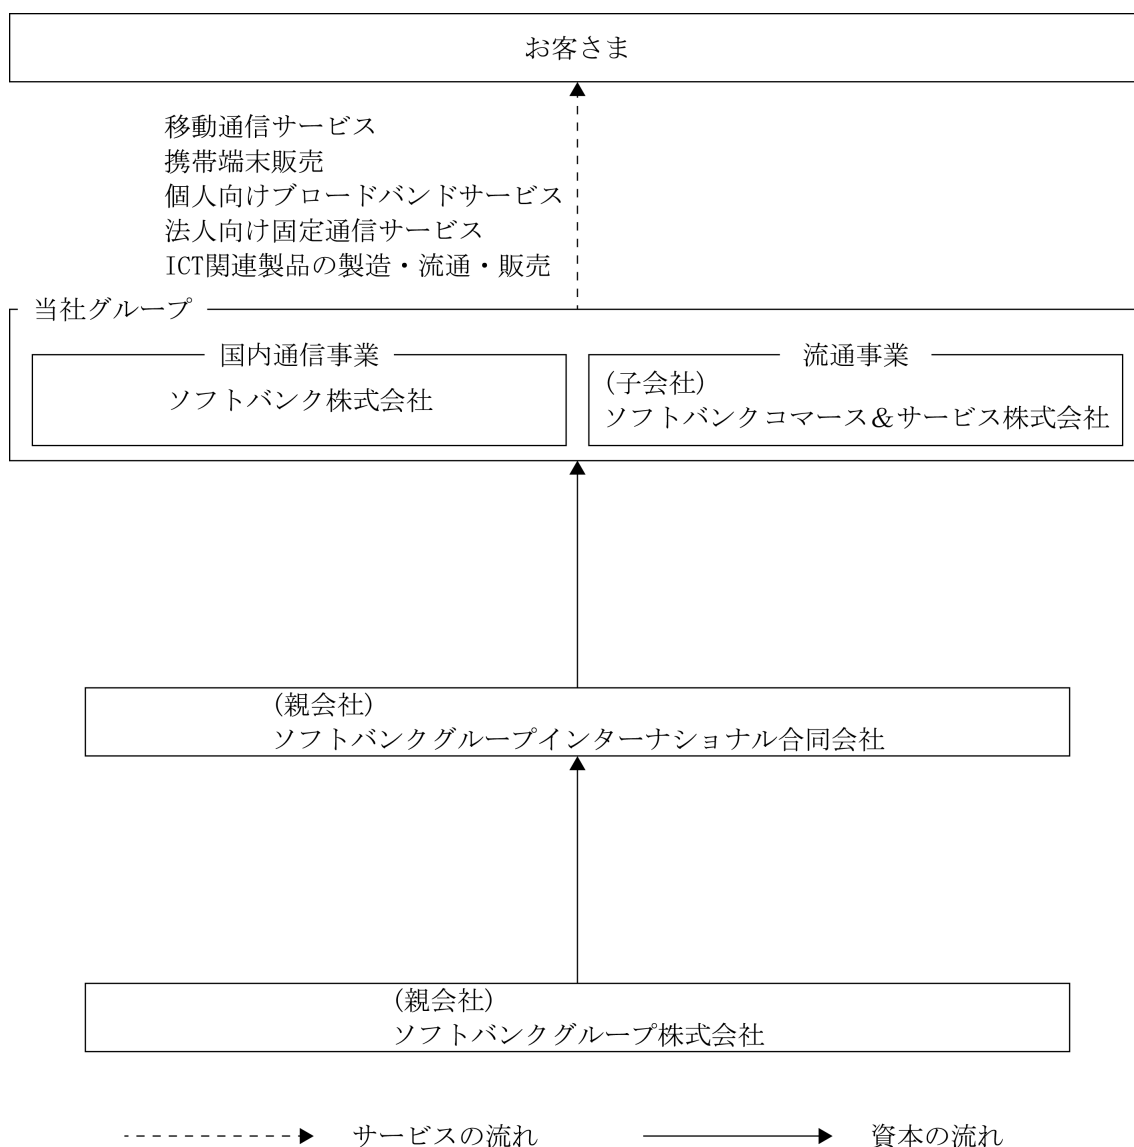 お客さま
移動通信サービス
携帯端末販売
個人向けブロードバンドサービス
法人向け固定通信サービス
ICT関連製品の製造・流通・販売
当社グループ
国内通信事業
ソフトバンク株式会社
流通事業
(子会社)
ソフトバンクコマース&サービス株式会社
(親会社)
ソフトバンクグループインターナショナル合同会社
(親会社)
ソフトバンクグループ株式会社
サービスの流れ
資本の流れ